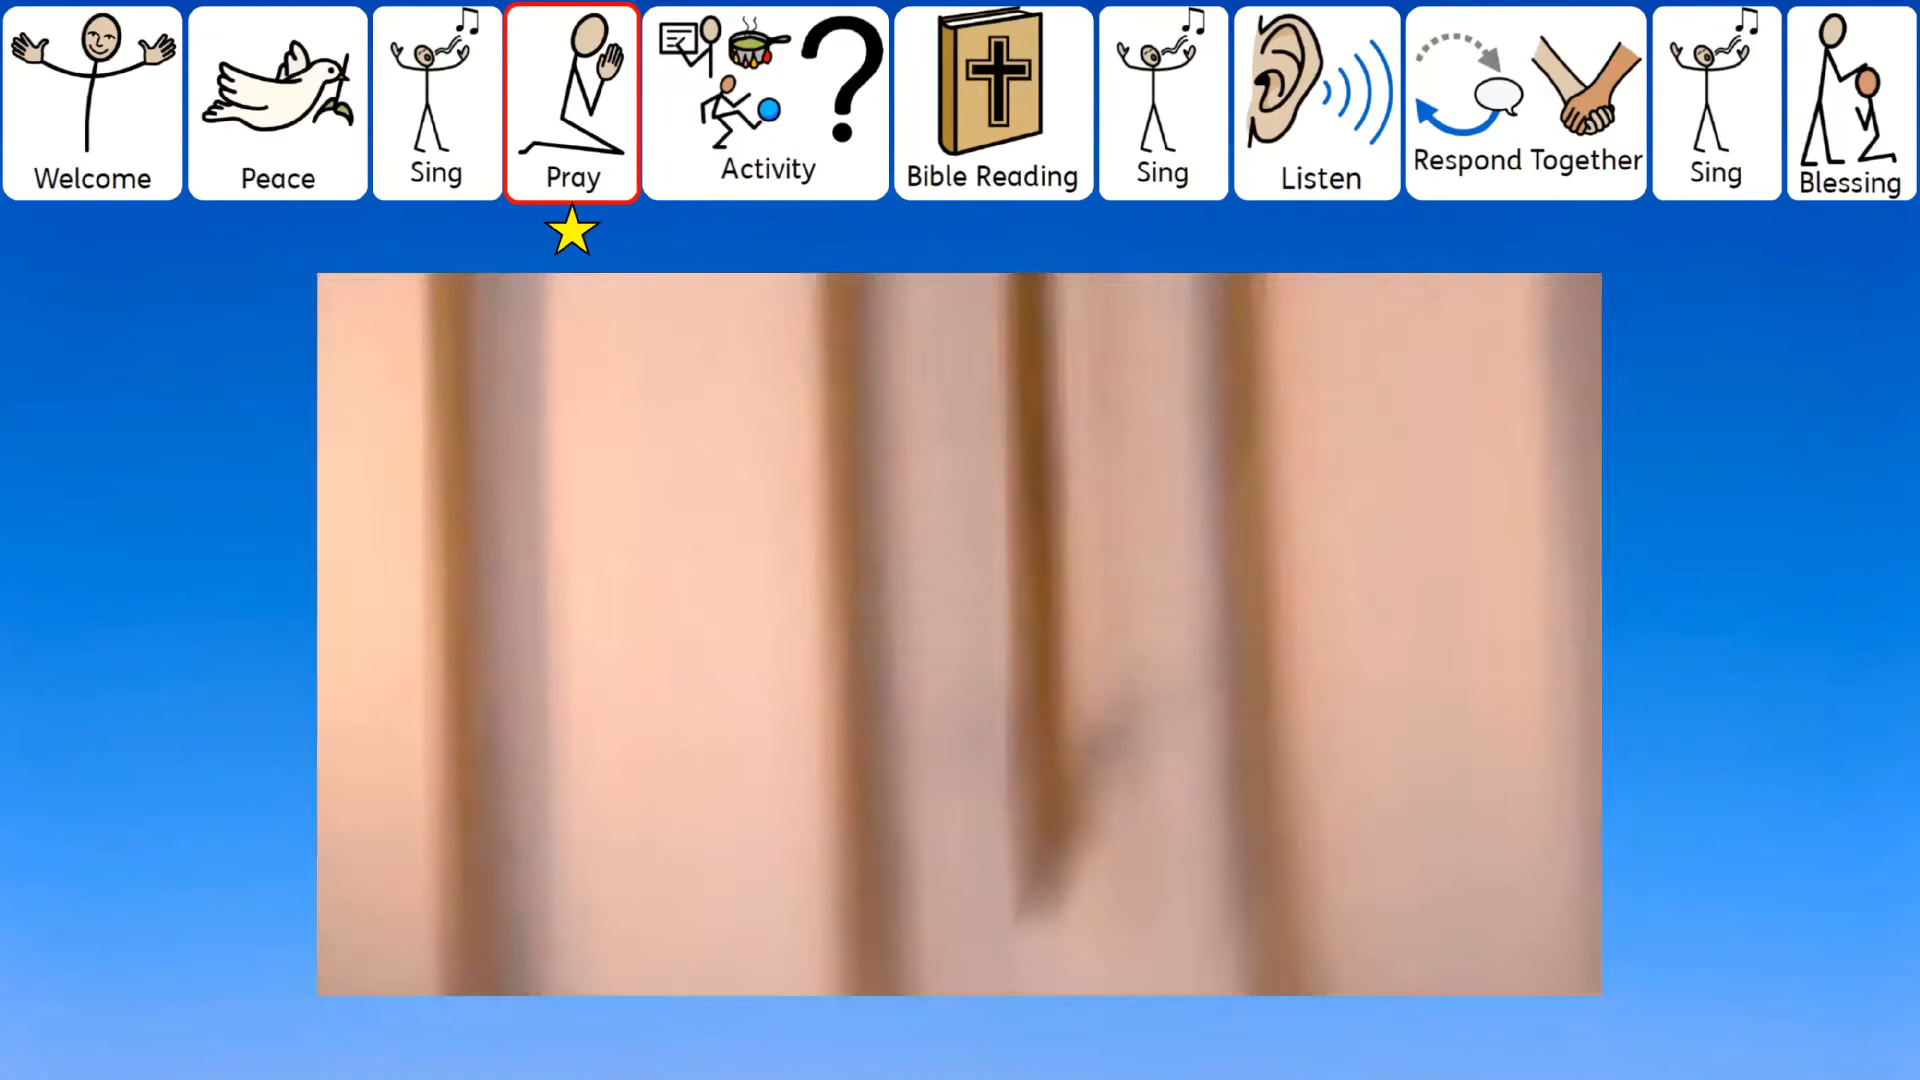 Welcome
Peace
Sing
Pray
Activity
Bible Reading
Sing
Listen
Respond Together
Sing
Blessing